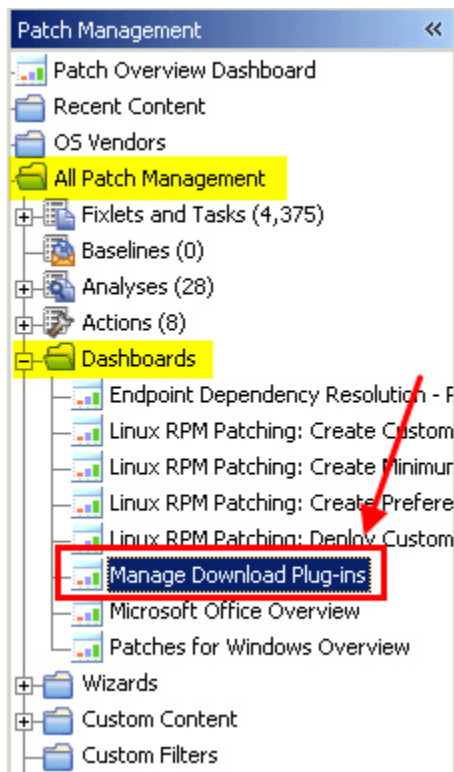 Patch Management «
Patch Overview Dashboard
Recent Content
OS Vendors
All Patch Management
Fixlets and Tasks (4,375)
Baselines (0)
Analyses (28)
Actions (8)
Dashboards
Endpoint Dependency Resolution -
Linux RPM Patching: Create Custom
Linux RPM Patching: Create Minimur
Linux RPM Patching: Create Prefere
Linux RPM Patching: Deploy Custom
Manage Download Plug-ins
Microsoft Office Overview
Patches for Windows Overview
Wizards
Custom Content
Custom Filters